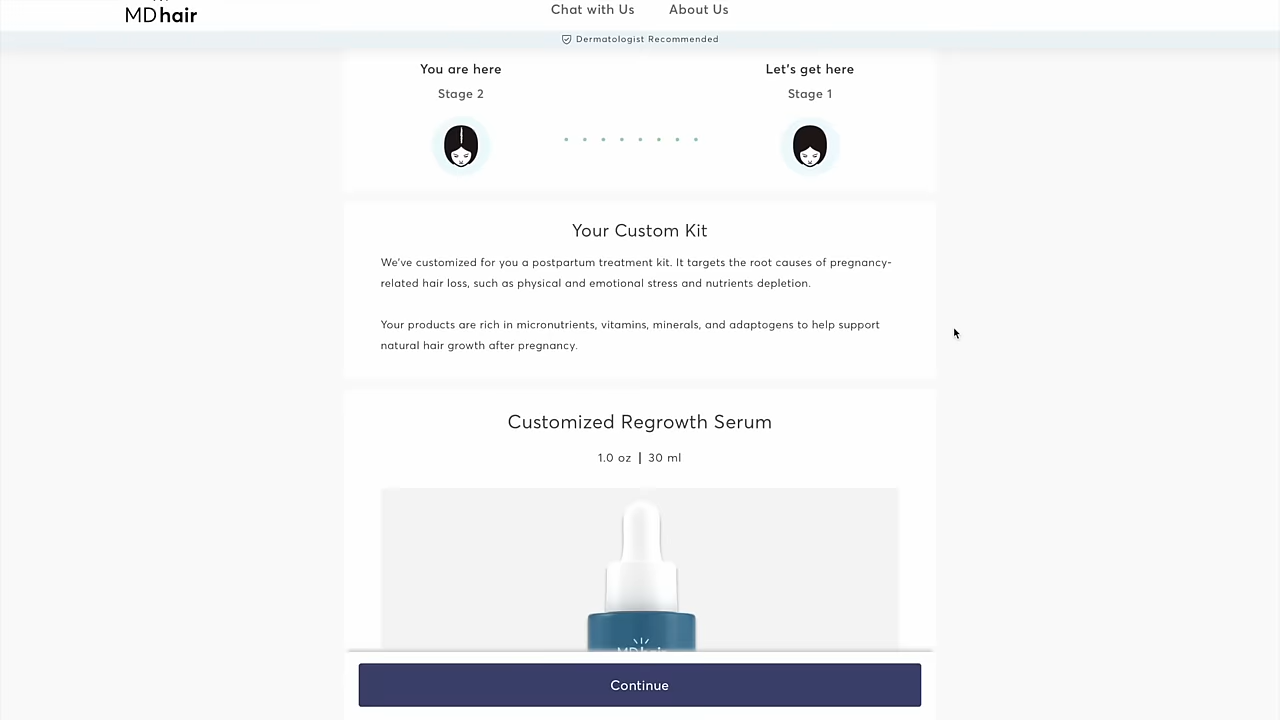 MDhair
Chat with Us
About Us
Dermatologist Recommended
You are here
Let's get here
Stage 2
Stage 1
Your Custom Kit
We've customized for you a postpartum treatment kit. It targets the root causes of pregnancy-
related hair loss, such as physical and emotional stress and nutrients depletion.
Your products are rich in micronutrients, vitamins, minerals, and adaptogens to help support
natural hair growth after pregnancy.
Customized Regrowth Serum
1.0 oz | 30 ml
Continue